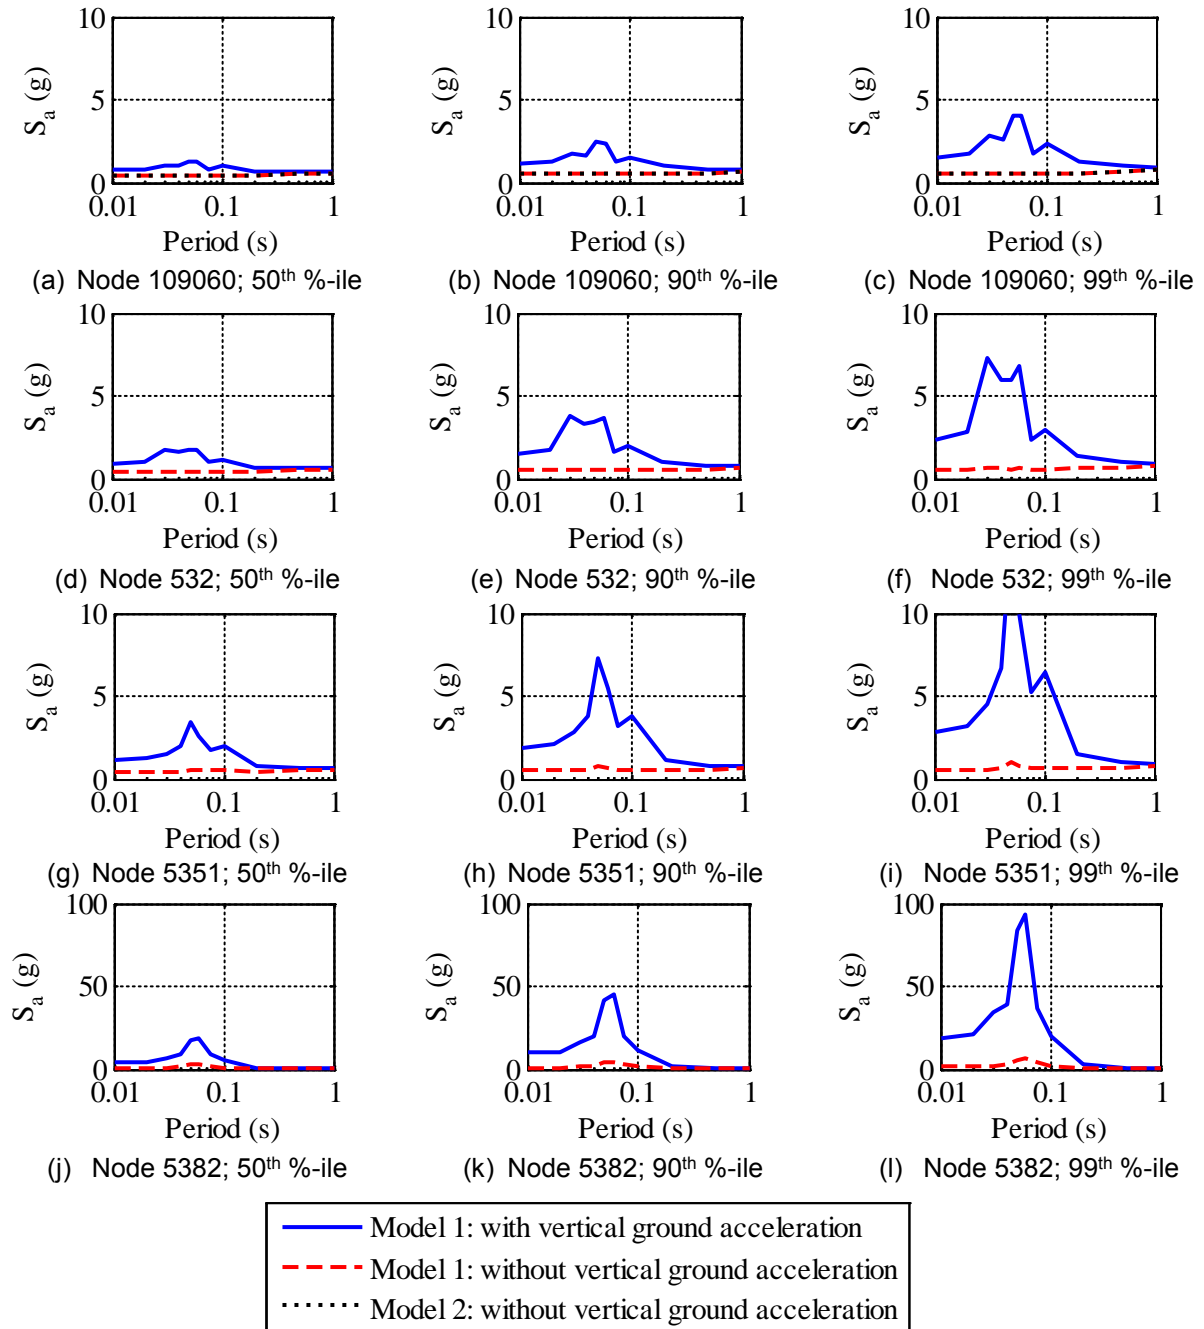 10 10 10
5 5 5
0 0 0
S_a (g) S_a (g) S_a (g)
0.01 0.1 1 0.01 0.1 1 0.01 0.1 1
Period (s) Period (s) Period (s)
(a) Node 109060; 50th %-ile (b) Node 109060; 90th %-ile (c) Node 109060; 99th %-ile
10 10 10
5 5 5
0 0 0
S_a (g) S_a (g) S_a (g)
0.01 0.1 1 0.01 0.1 1 0.01 0.1 1
Period (s) Period (s) Period (s)
(d) Node 532; 50th %-ile (e) Node 532; 90th %-ile (f) Node 532; 99th %-ile
10 10 10
5 5 5
0 0 0
S_a (g) S_a (g) S_a (g)
0.01 0.1 1 0.01 0.1 1 0.01 0.1 1
Period (s) Period (s) Period (s)
(g) Node 5351; 50th %-ile (h) Node 5351; 90th %-ile (i) Node 5351; 99th %-ile
100 100 100
50 50 50
0 0 0
S_a (g) S_a (g) S_a (g)
0.01 0.1 1 0.01 0.1 1 0.01 0.1 1
Period (s) Period (s) Period (s)
(j) Node 5382; 50th %-ile (k) Node 5382; 90th %-ile (l) Node 5382; 99th %-ile
Model 1: with vertical ground acceleration
Model 1: without vertical ground acceleration
Model 2: without vertical ground acceleration